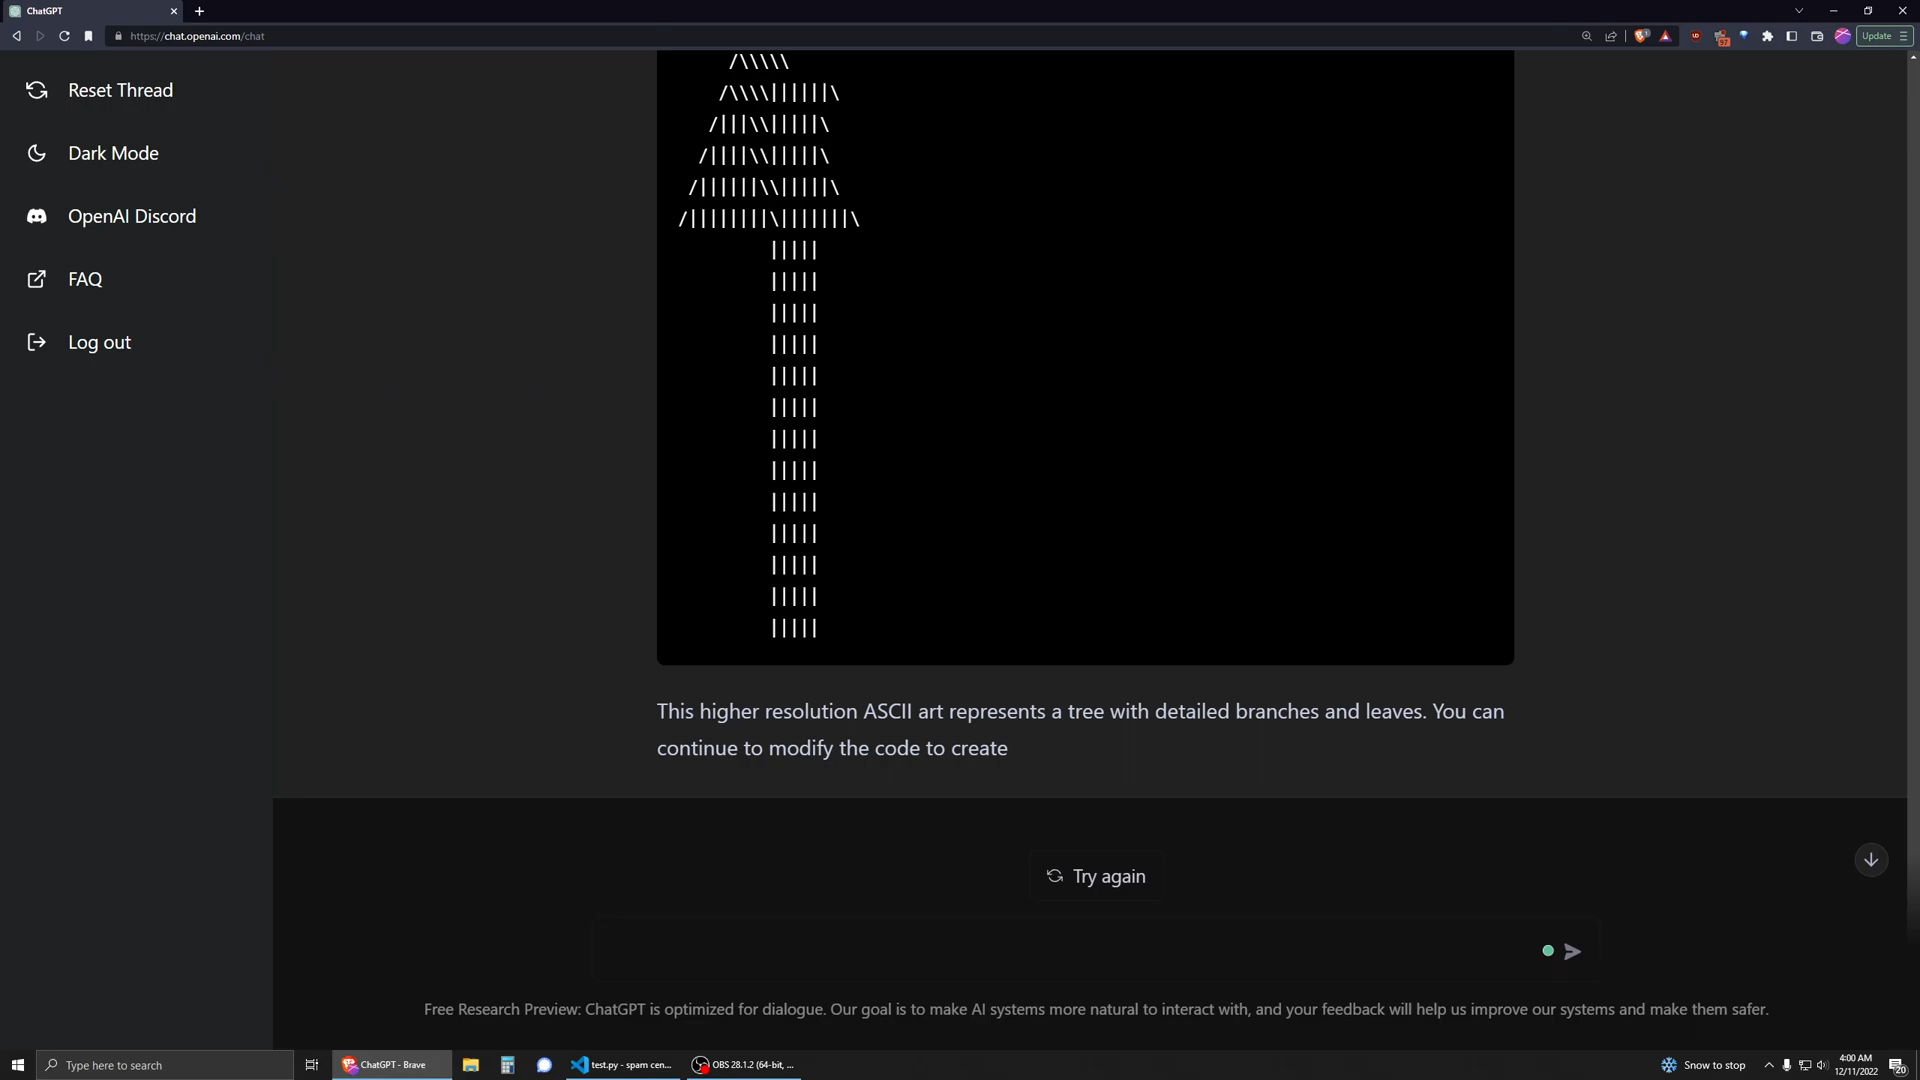 ChatGPT
https://chat.openai.com/chat
57
Update
Reset Thread
Dark Mode
OpenAI Discord
FAQ
Log out
/\\\\\
/\\\\||||||\
/|||\\|||||\
/||||\\|||||\
/||||||\\|||||\
/||||||||\|||||||\
|||||
|||||
|||||
|||||
|||||
|||||
|||||
|||||
|||||
|||||
|||||
|||||
|||||
This higher resolution ASCII art represents a tree with detailed branches and leaves. You can
continue to modify the code to create
Try again
Free Research Preview: ChatGPT is optimized for dialogue. Our goal is to make AI systems more natural to interact with, and your feedback will help us improve our systems and make them safer.
Type here to search
ChatGPT - Brave
test.py - spam cen...
OBS 28.1.2 (64-bit, ...
Snow to stop
4:00 AM
12/11/2022
20